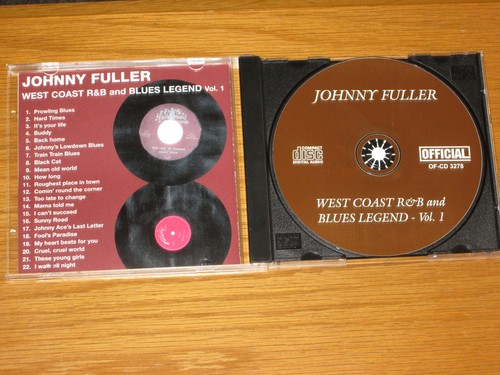 JOHNNY FULLER
WEST COAST R&B and BLUES LEGEND Vol. 1
1. Prowling Blues
2. Hard Times
3. It's your life
4. Buddy
5. Back home
6. Johnny's Lowdown Blues
7. Train Train Blues
8. Black Cat
9. Mean old world
10. How long
11. Roughest place in town
12. Comin' round the corner
13. Too late to change
14. Mama told me
15. I can't succeed
16. Sunny Road
17. Johnny Ace's Last Letter
18. Fool's Paradise
19. My heart beats for you
20. Cruel, cruel world
21. These young girls
22. I walk all night
JOHNNY FULLER
COMPACT
disc
DIGITAL AUDIO
OFFICIAL
OF-CD 3278
WEST COAST R&B and
BLUES LEGEND - Vol. 1